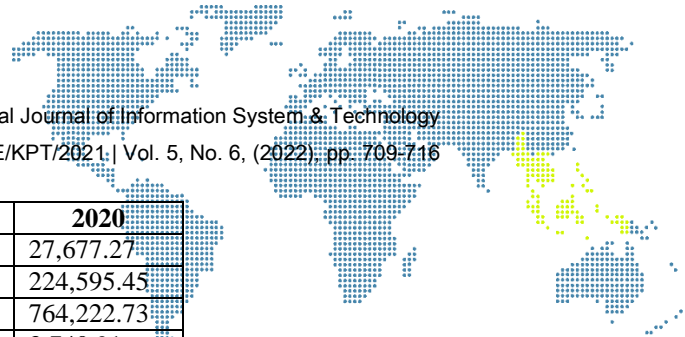 al Journal of Information System & Technology
E/KPT/2021 | Vol. 5, No. 6, (2022), pp. 709-716
2020
27,677.27
224,595.45
764,222.73